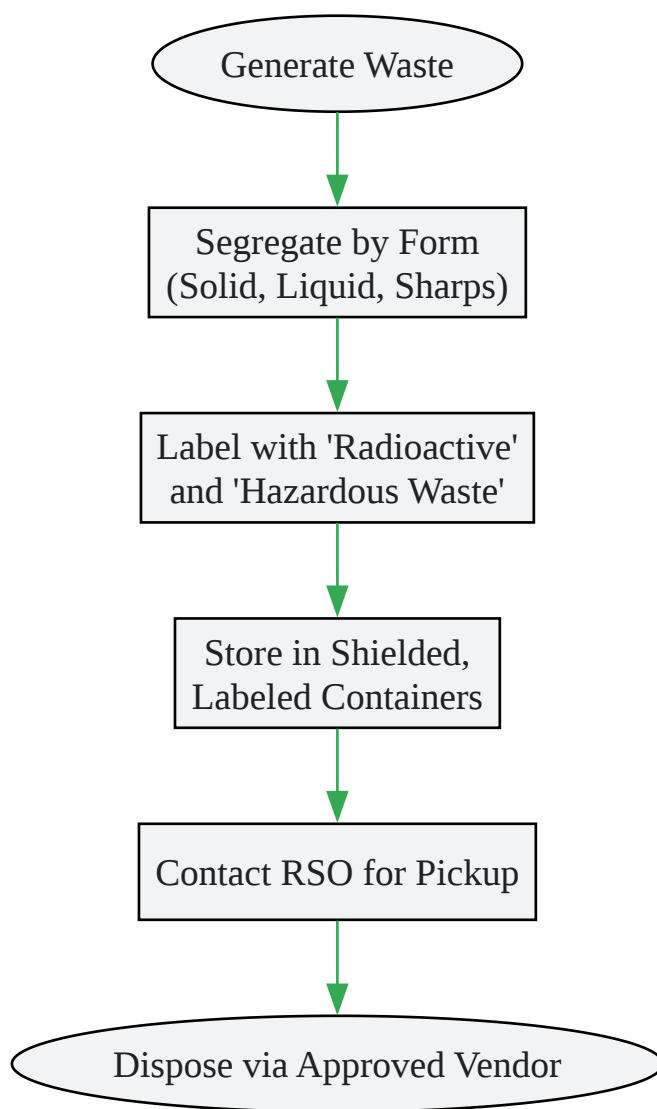 Generate Waste
Segregate by Form
(Solid, Liquid, Sharps)
Label with 'Radioactive'
and 'Hazardous Waste'
Store in Shielded,
Labeled Containers
Contact RSO for Pickup
Dispose via Approved Vendor